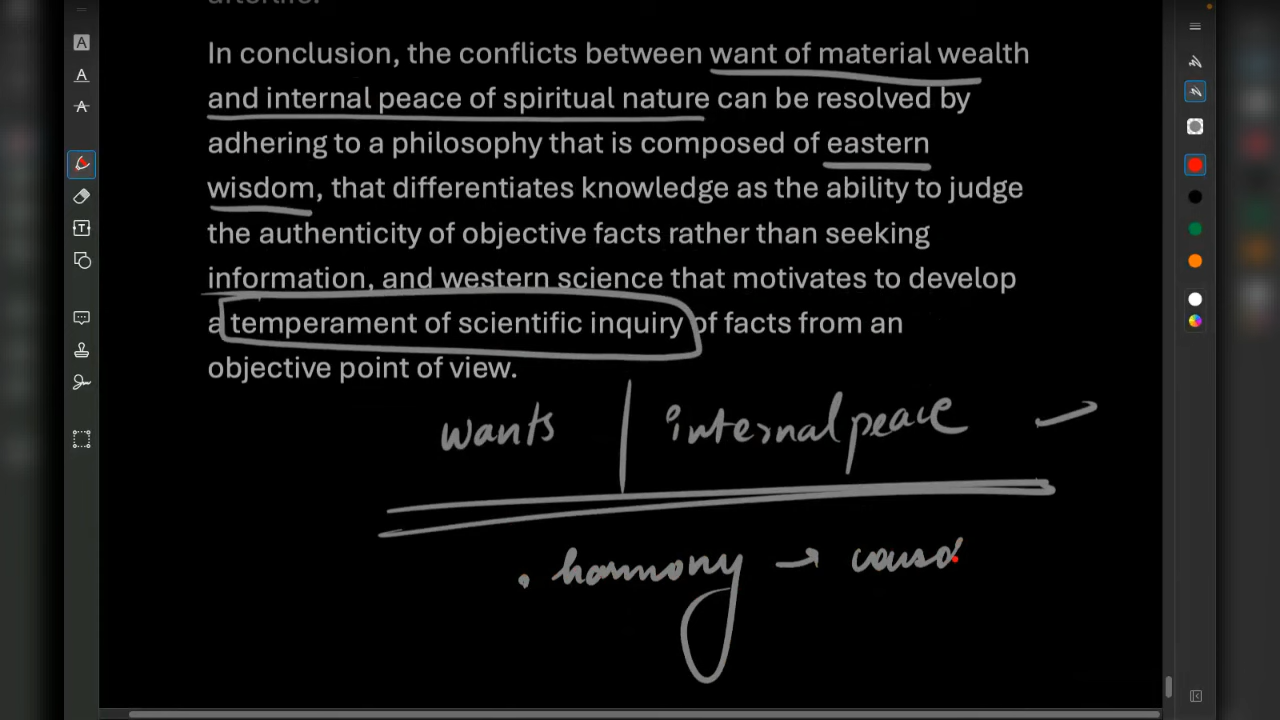 afterlife.
In conclusion, the conflicts between want of material wealth
and internal peace of spiritual nature can be resolved by
adhering to a philosophy that is composed of eastern
wisdom, that differentiates knowledge as the ability to judge
the authenticity of objective facts rather than seeking
information, and western science that motivates to develop
a temperament of scientific inquiry of facts from an
objective point of view.
wants | internal peace
harmony →